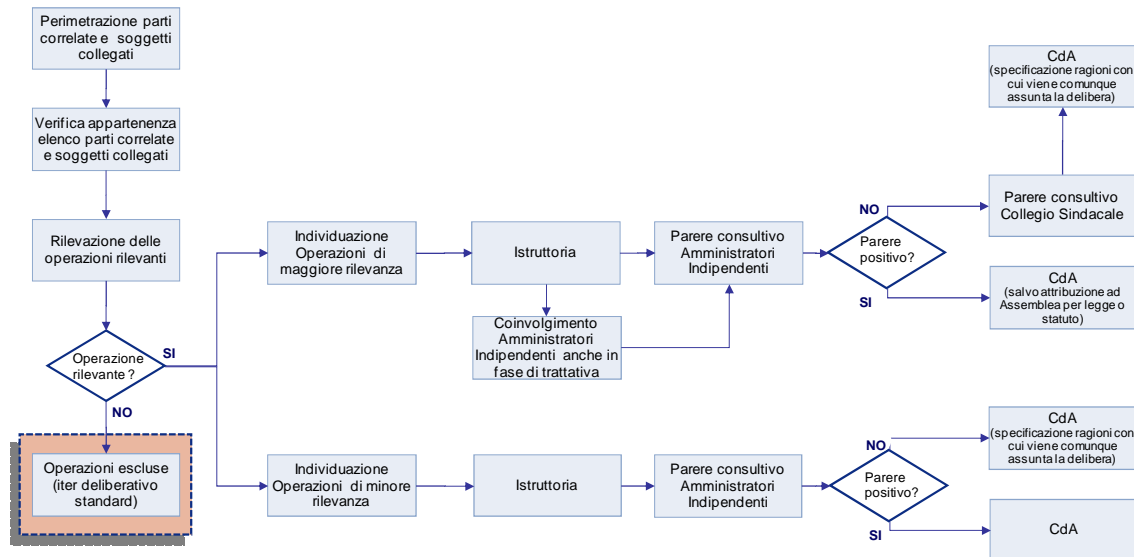 Perimetrazione parti
correlate e soggetti
collegati
Verifica appartenenza
elenco parti correlate
e soggetti collegati
Rilevazione delle
operazioni rilevanti
Operazione
rilevante?
SI
NO
Operazioni escluse
(iter deliberativo
standard)
Individuazione
Operazioni di
maggiore rilevanza
Istruttoria
Coinvolgimento
Amministratori
Indipendenti anche in
fase di trattativa
Parere consultivo
Amministratori
Indipendenti
Parere
positivo?
NO
SI
Parere consultivo
Collegio Sindacale
CdA
(specificazione ragioni con
cui viene comunque
assunta la delibera)
CdA
(salvo attribuzione ad
Assemblea per legge o
statuto)
Individuazione
Operazioni di minore
rilevanza
Istruttoria
Parere consultivo
Amministratori
Indipendenti
Parere
positivo?
NO
SI
CdA
(specificazione ragioni con
cui viene comunque
assunta la delibera)
CdA